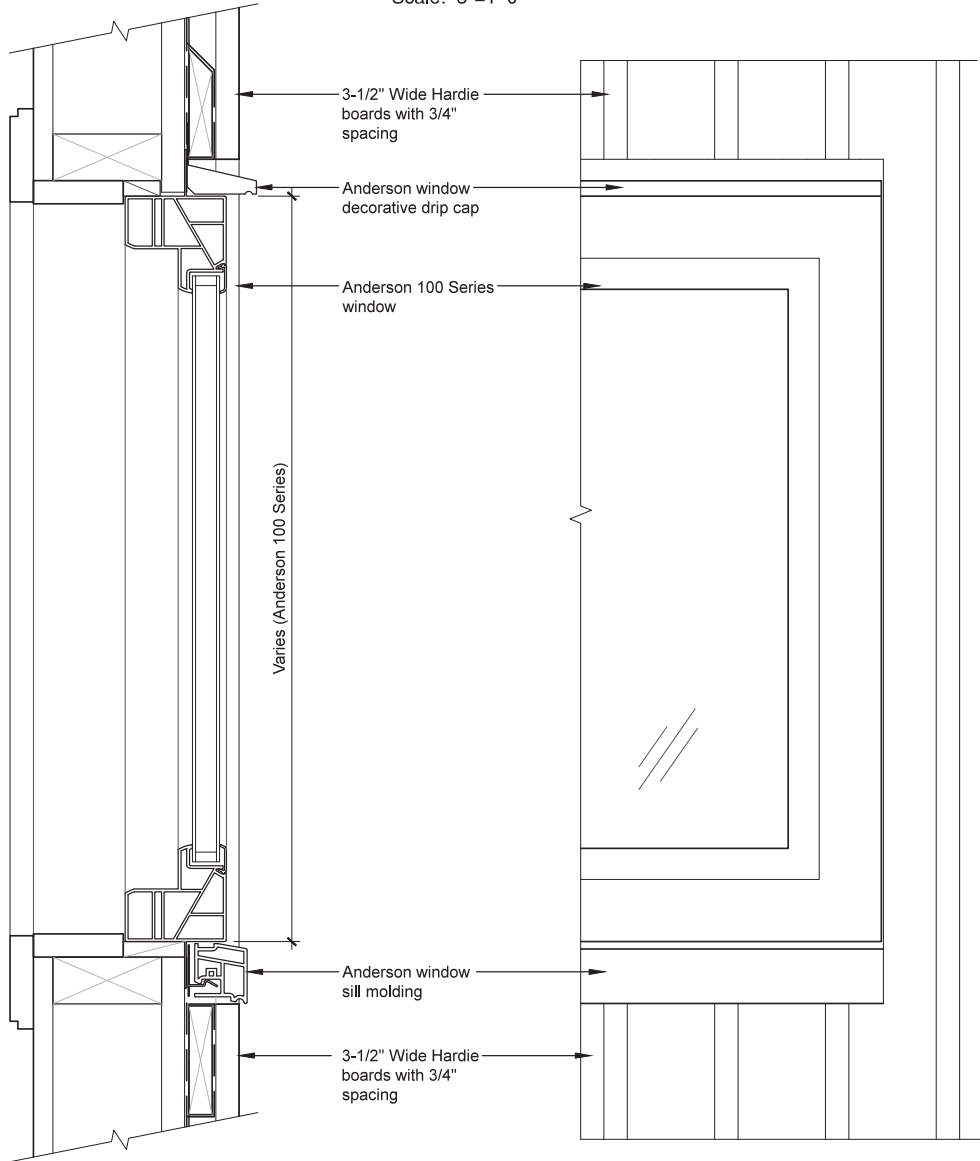 3-1/2" Wide Hardie
boards with 3/4"
spacing
Anderson window
decorative drip cap
Anderson 100 Series
window
Varies (Anderson 100 Series)
Anderson window
sill molding
3-1/2" Wide Hardie
boards with 3/4"
spacing